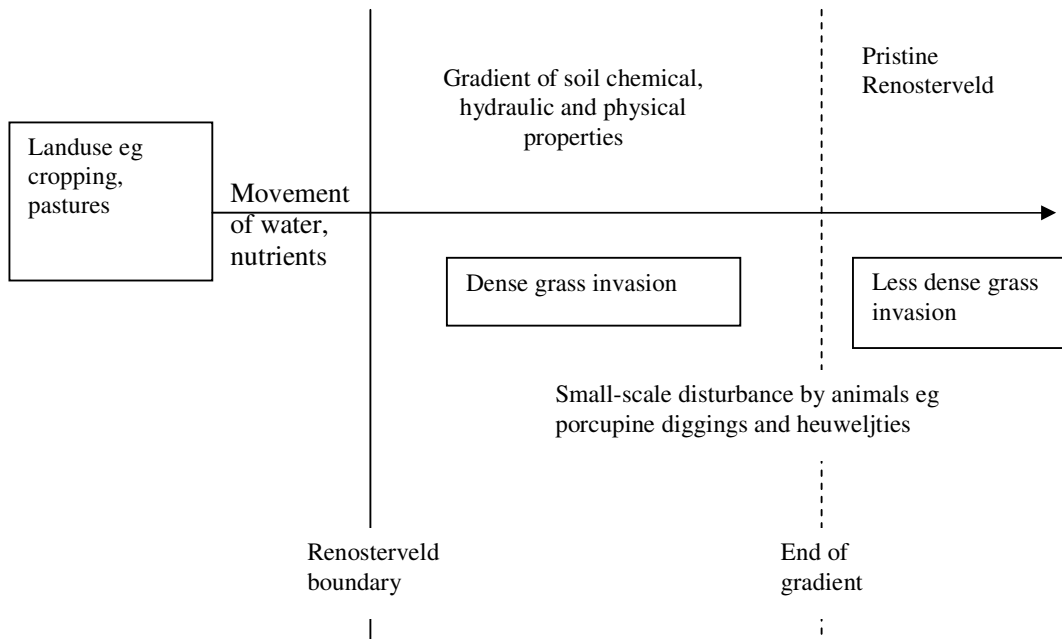 Pristine
Renosterveld
Gradient of soil chemical,
hydraulic and physical
properties
Landuse eg
cropping,
pastures
Movement
of water,
nutrients
Dense grass invasion
Less dense grass
invasion
Small-scale disturbance by animals eg
porcupine diggings and heuweljties
Renosterveld
boundary
End of
gradient